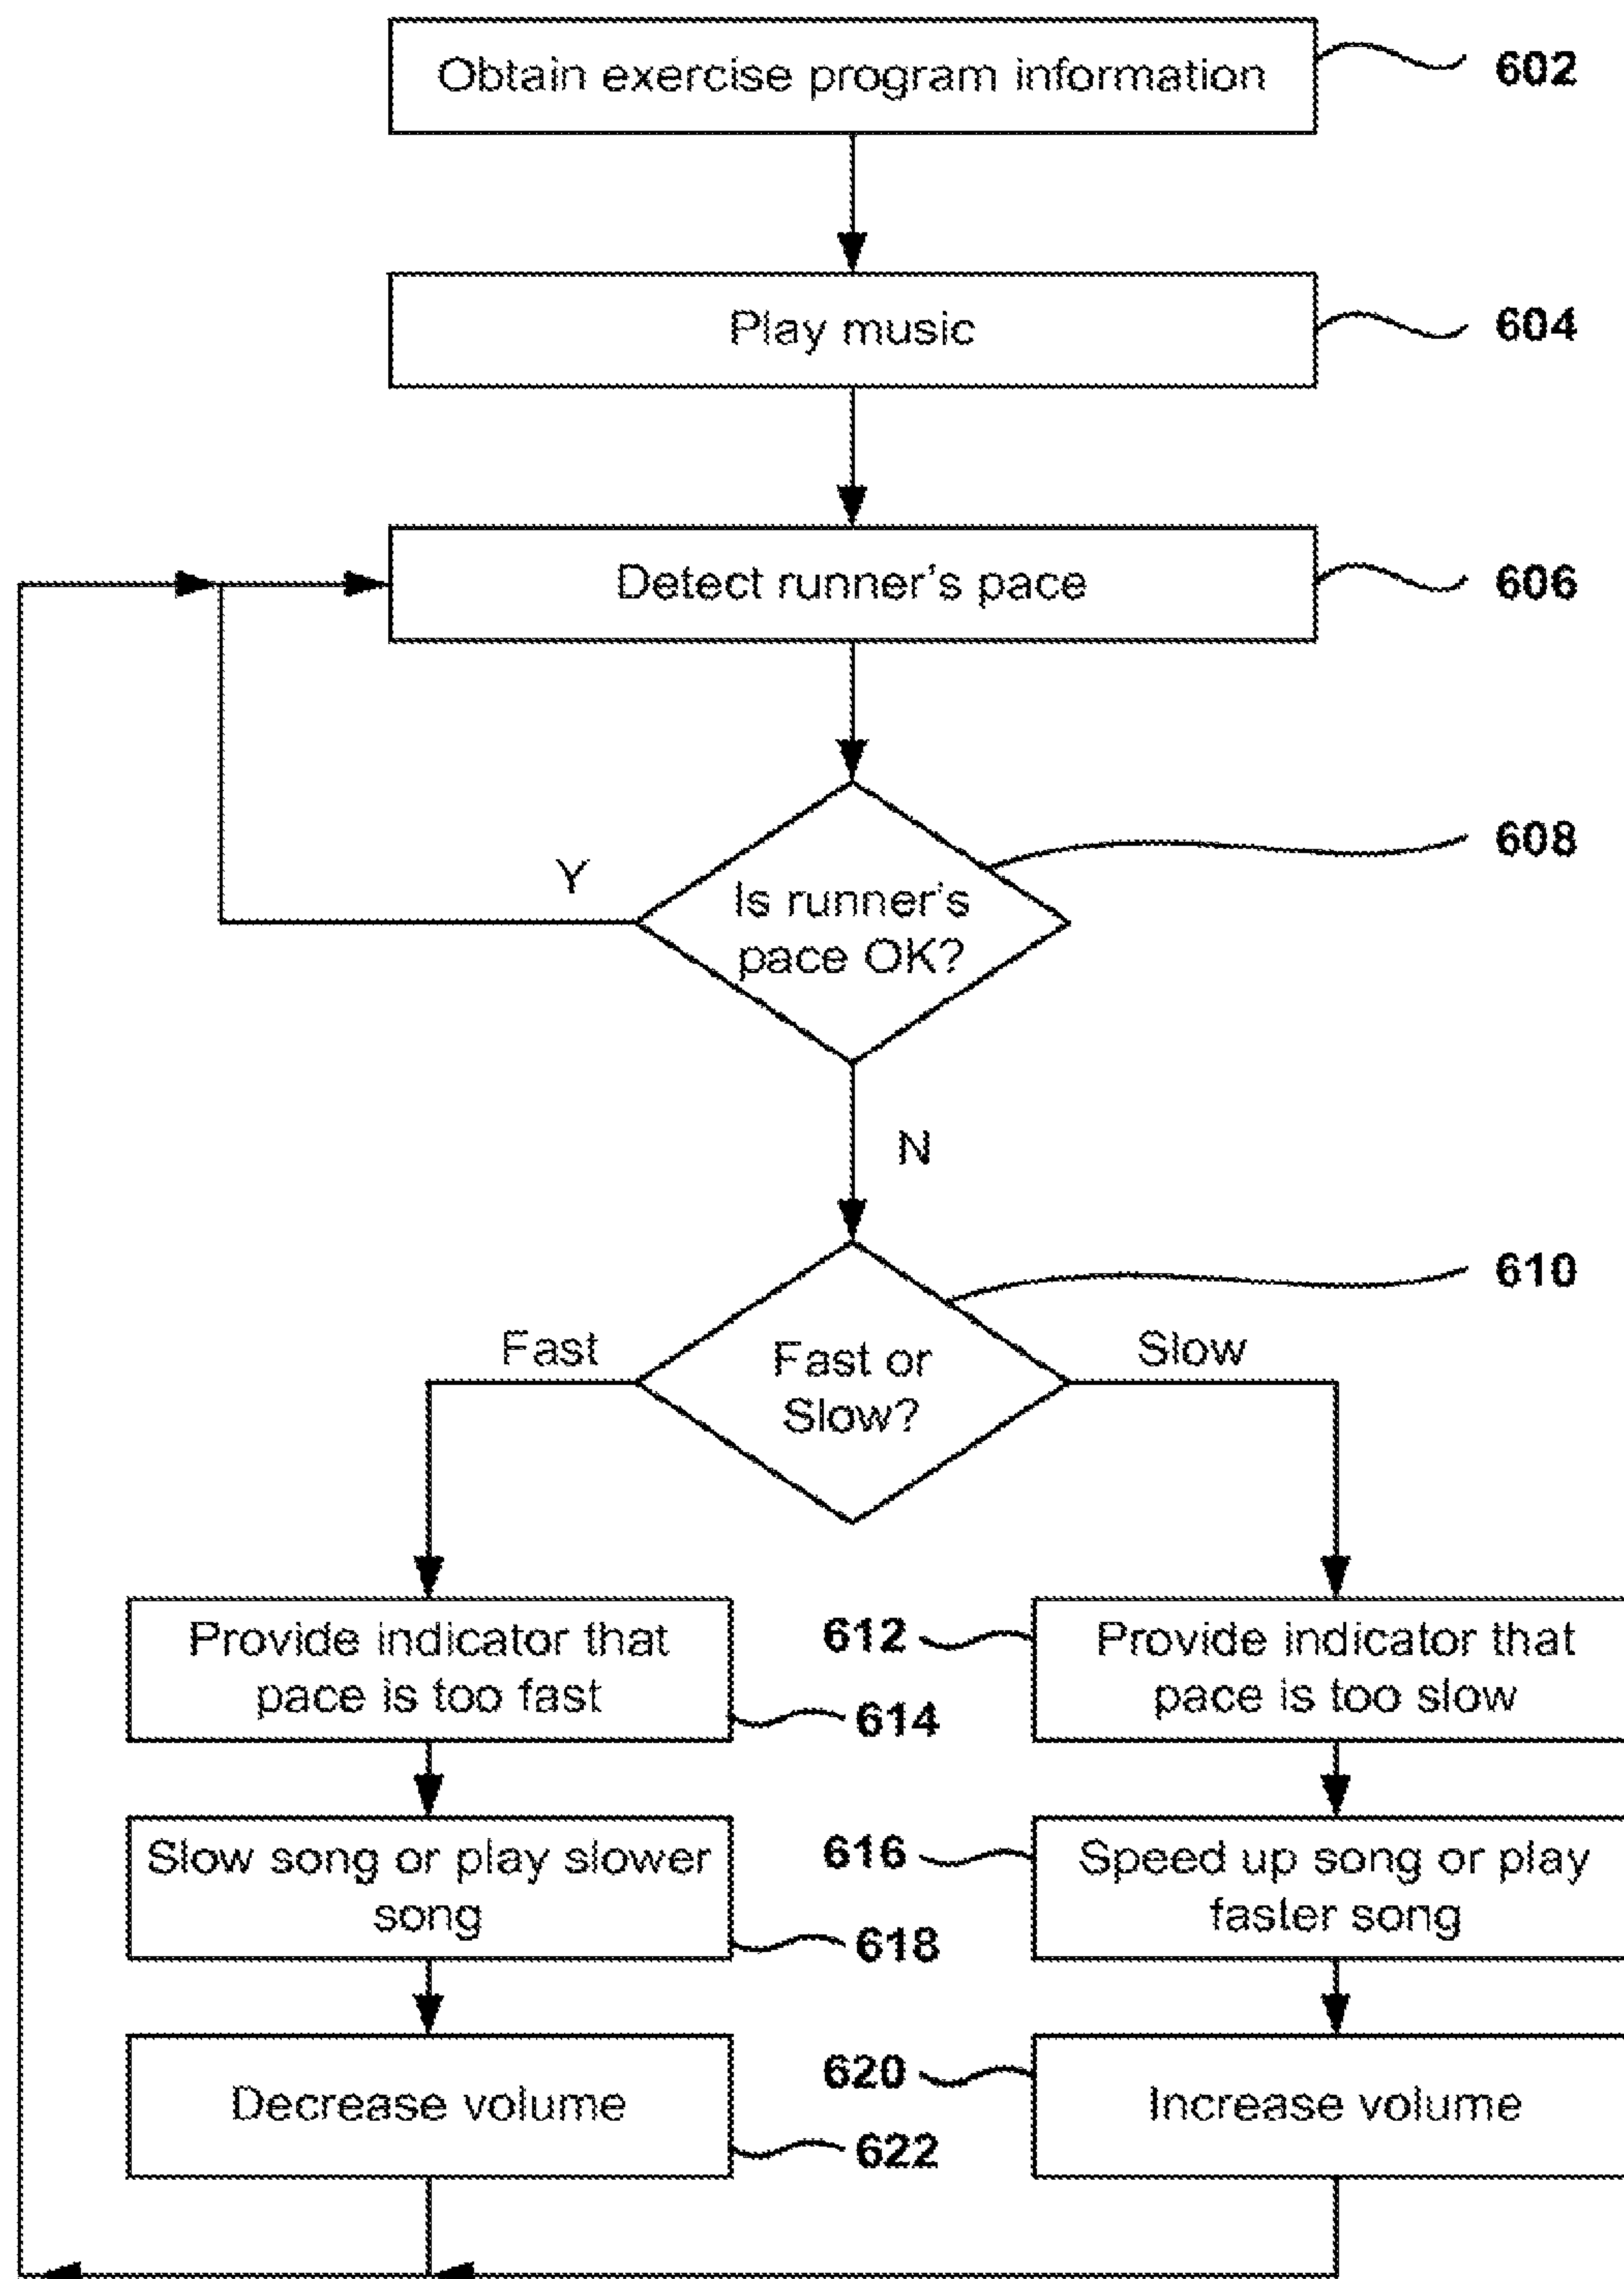 Obtain exercise program information
602
Play music
604
Detect runner's pace
606
608
Y
Is runner's
pace OK?
N
610
Fast
Fast or
Slow?
Slow
Provide indicator that
pace is too fast
614
612
Provide indicator that
pace is too slow
Slow song or play slower
song
618
616
Speed up song or play
faster song
Decrease volume
622
620
Increase volume